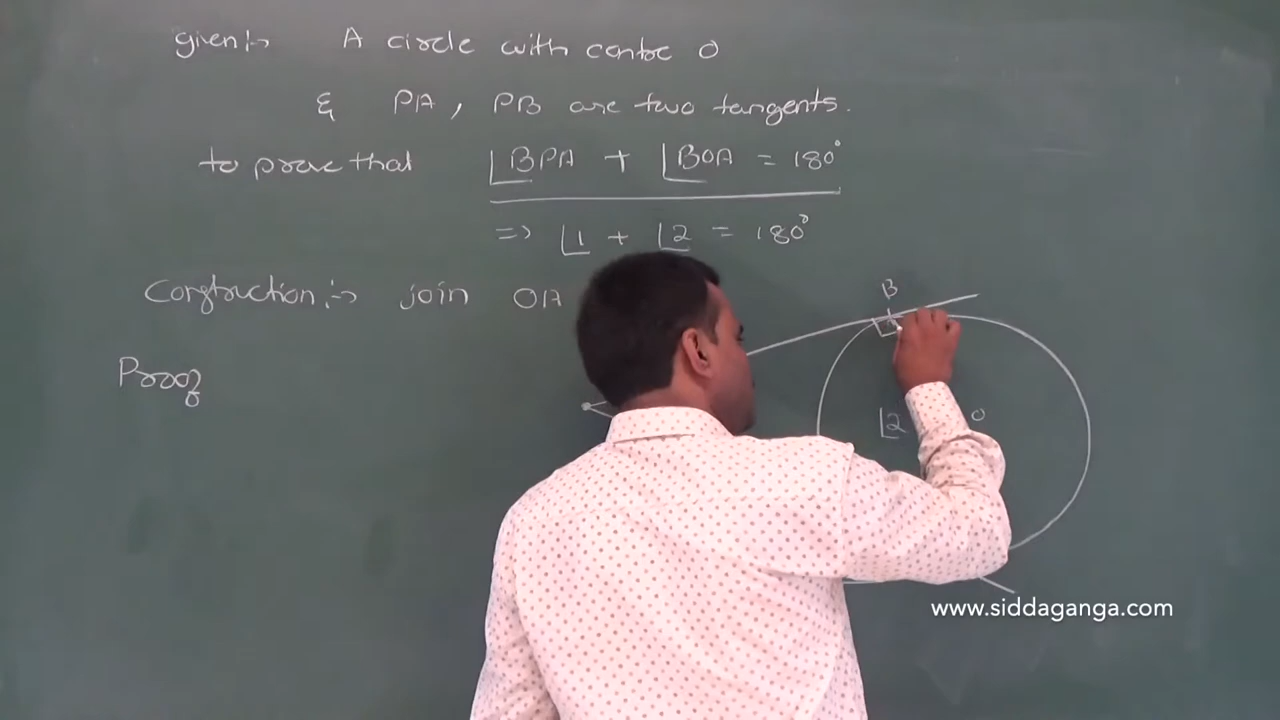 given:-  A circle with centre O
& PA, PB are two tangents.
to prove that ∠BPA + ∠BOA = 180°
=> ∠1 + ∠2 = 180°
Construction:- join OA
B
Proof
∠2 O
www.siddaganga.com